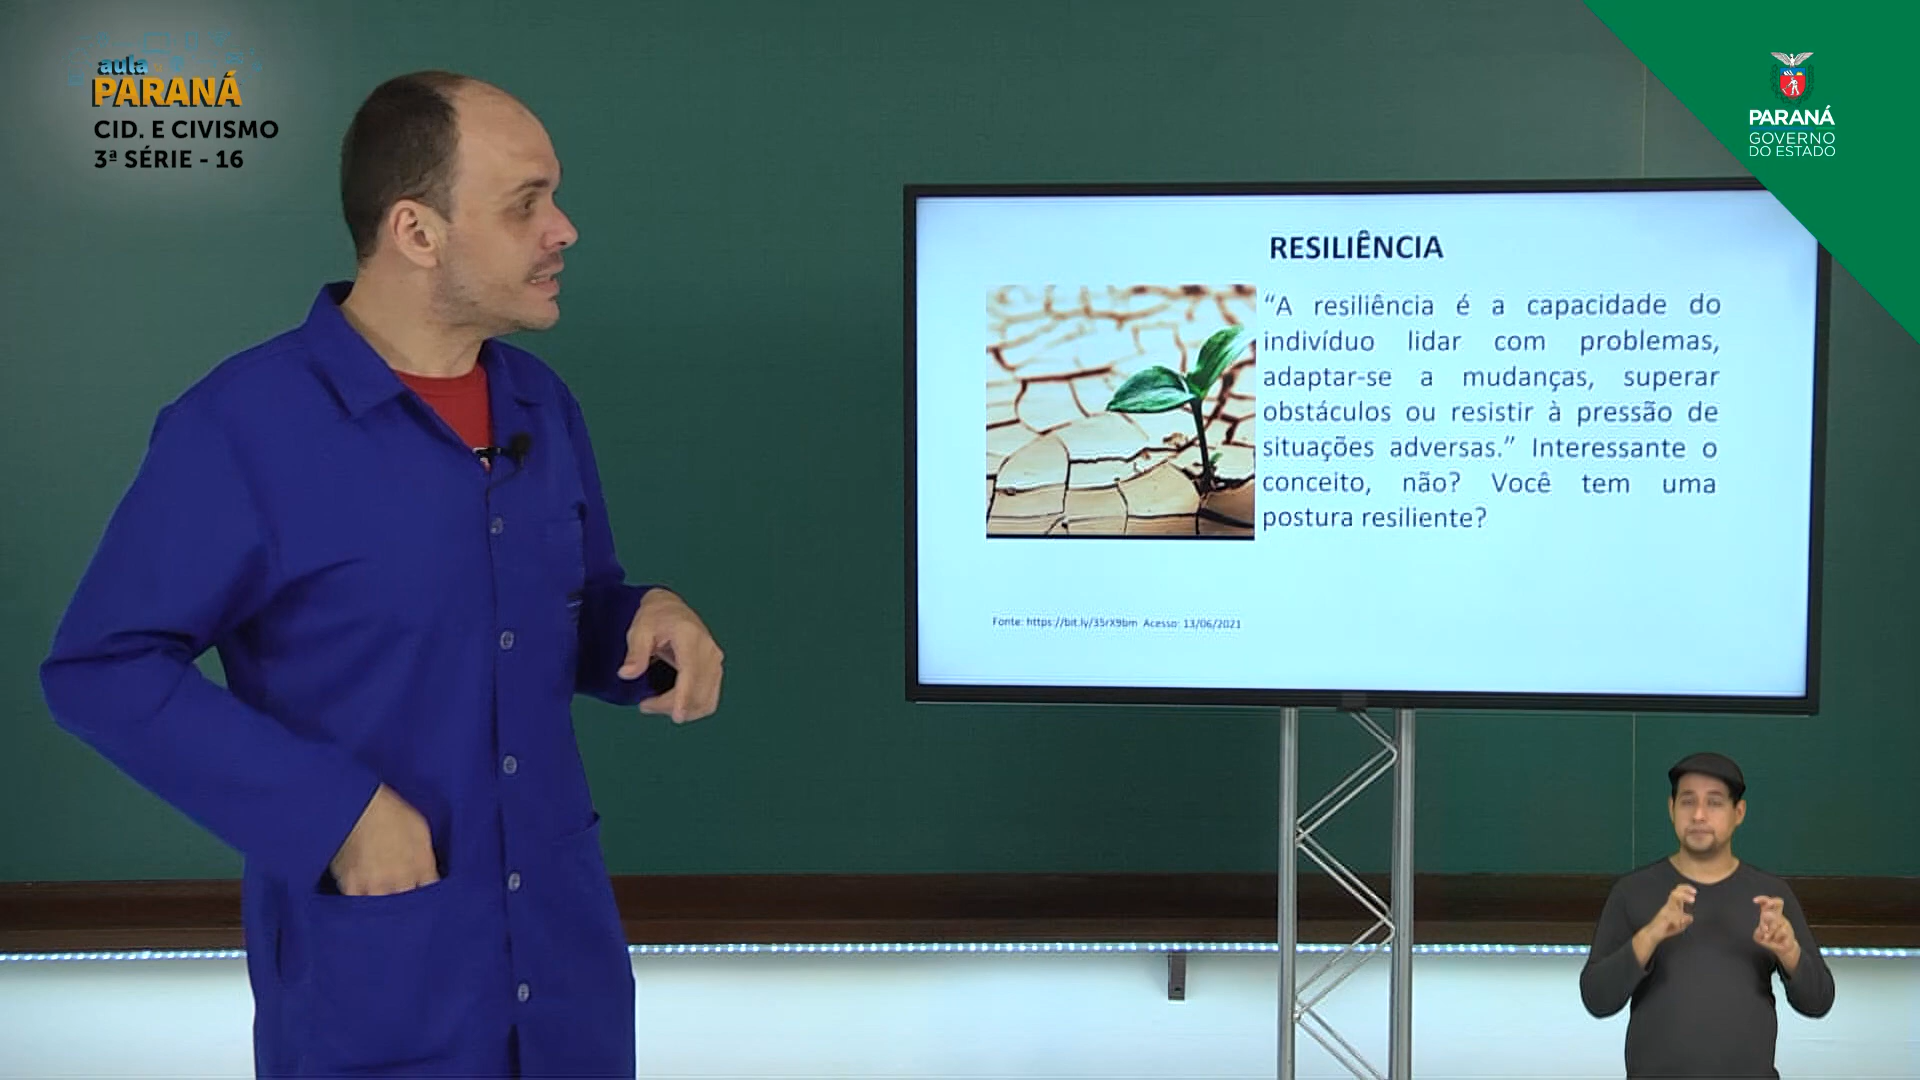 aula
PARANÁ
CID. E CIVISMO
3ª SÉRIE - 16
PARANÁ
GOVERNO
DO ESTADO
RESILIÊNCIA
“A resiliência é a capacidade do
indivíduo lidar com problemas,
adaptar-se a mudanças, superar
obstáculos ou resistir à pressão de
situações adversas.” Interessante o
conceito, não? Você tem uma
postura resiliente?
Fonte: https://bit.ly/35rX9bm Acesso: 13/06/2021